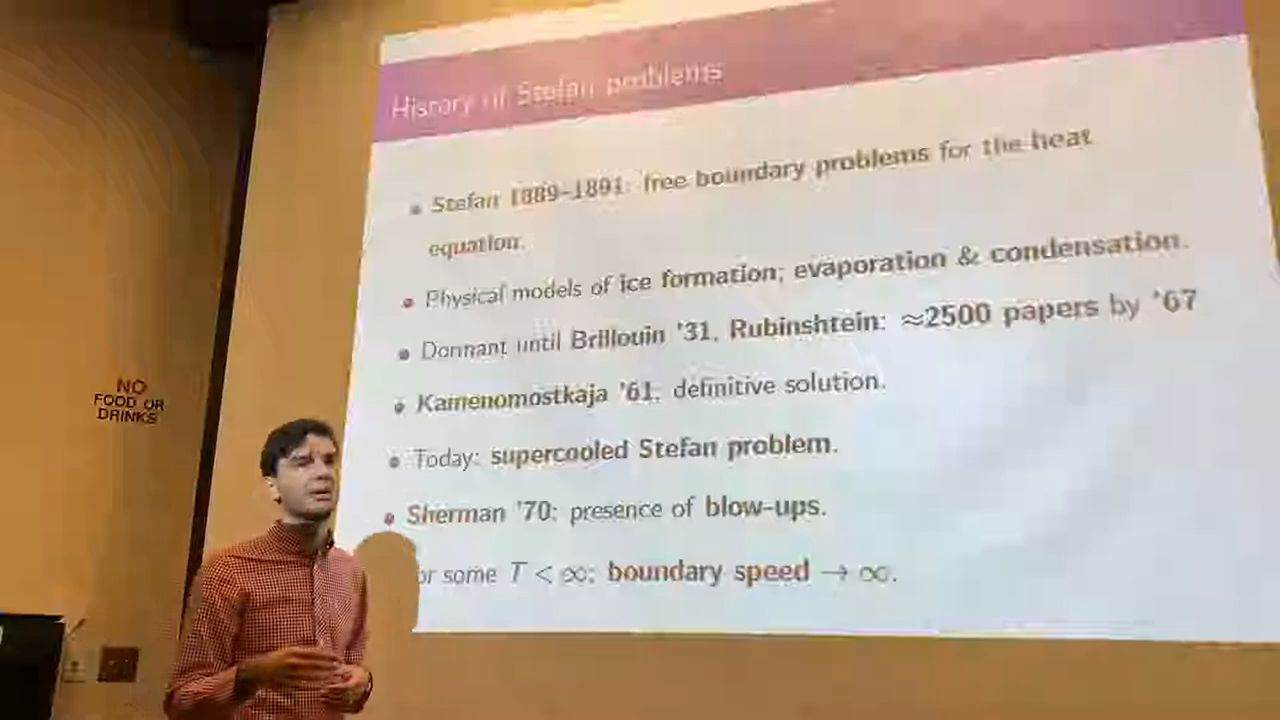 History of Stefan problems
Stefan 1889–1891: free boundary problems for the heat
equation.
Physical models of ice formation; evaporation & condensation.
Dormant until Brillouin '31, Rubinshtein: ≈2500 papers by '67
Kamenomostkaja '61: definitive solution.
Today: supercooled Stefan problem.
Sherman '70: presence of blow-ups.
or some T < ∞: boundary speed → ∞.
NO
FOOD OR
DRINKS